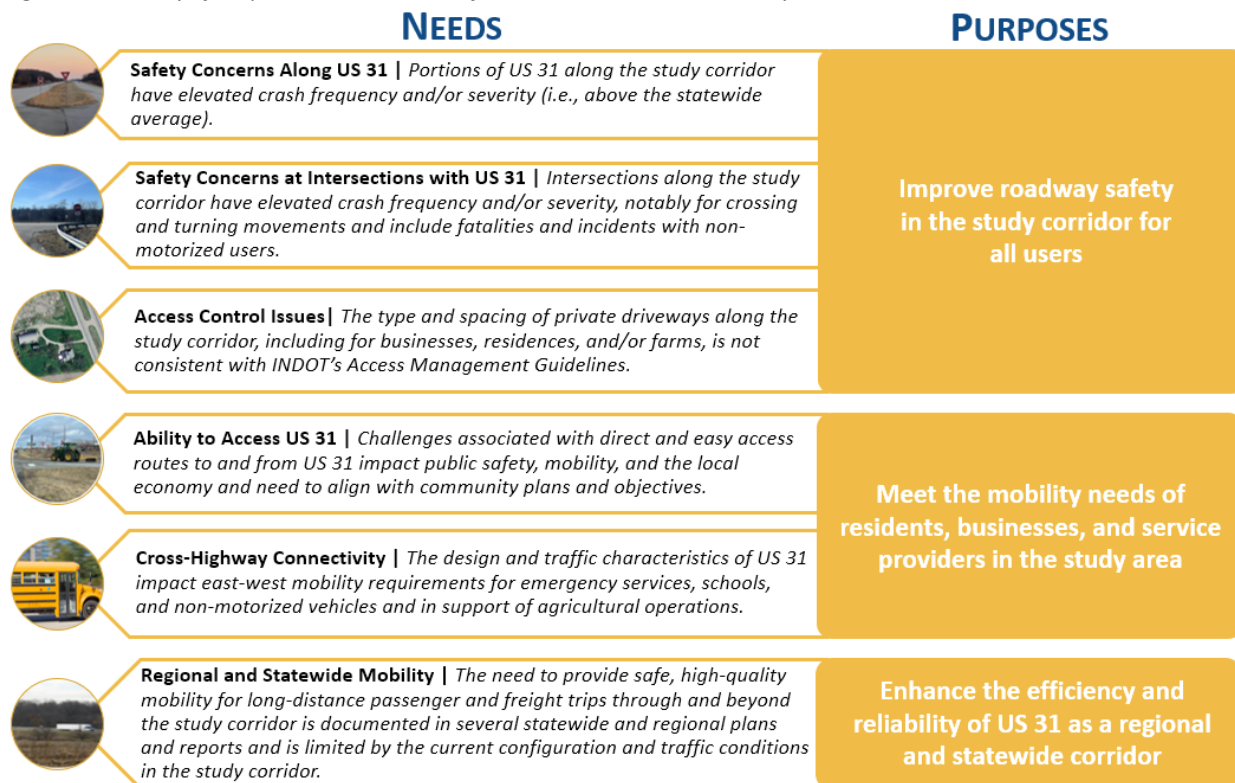 NEEDS
PURPOSES
Safety Concerns Along US 31 | Portions of US 31 along the study corridor
have elevated crash frequency and/or severity (i.e., above the statewide
average).
Safety Concerns at Intersections with US 31 | Intersections along the study
corridor have elevated crash frequency and/or severity, notably for crossing
and turning movements and include fatalities and incidents with non-
motorized users.
Access Control Issues| The type and spacing of private driveways along the
study corridor, including for businesses, residences, and/or farms, is not
consistent with INDOT's Access Management Guidelines.
Improve roadway safety
in the study corridor for
all users
Ability to Access US 31 | Challenges associated with direct and easy access
routes to and from US 31 impact public safety, mobility, and the local
economy and need to align with community plans and objectives.
Cross-Highway Connectivity | The design and traffic characteristics of US 31
impact east-west mobility requirements for emergency services, schools,
and non-motorized vehicles and in support of agricultural operations.
Meet the mobility needs of
residents, businesses, and service
providers in the study area
Regional and Statewide Mobility | The need to provide safe, high-quality
mobility for long-distance passenger and freight trips through and beyond
the study corridor is documented in several statewide and regional plans
and reports and is limited by the current configuration and traffic conditions
in the study corridor.
Enhance the efficiency and
reliability of US 31 as a regional
and statewide corridor